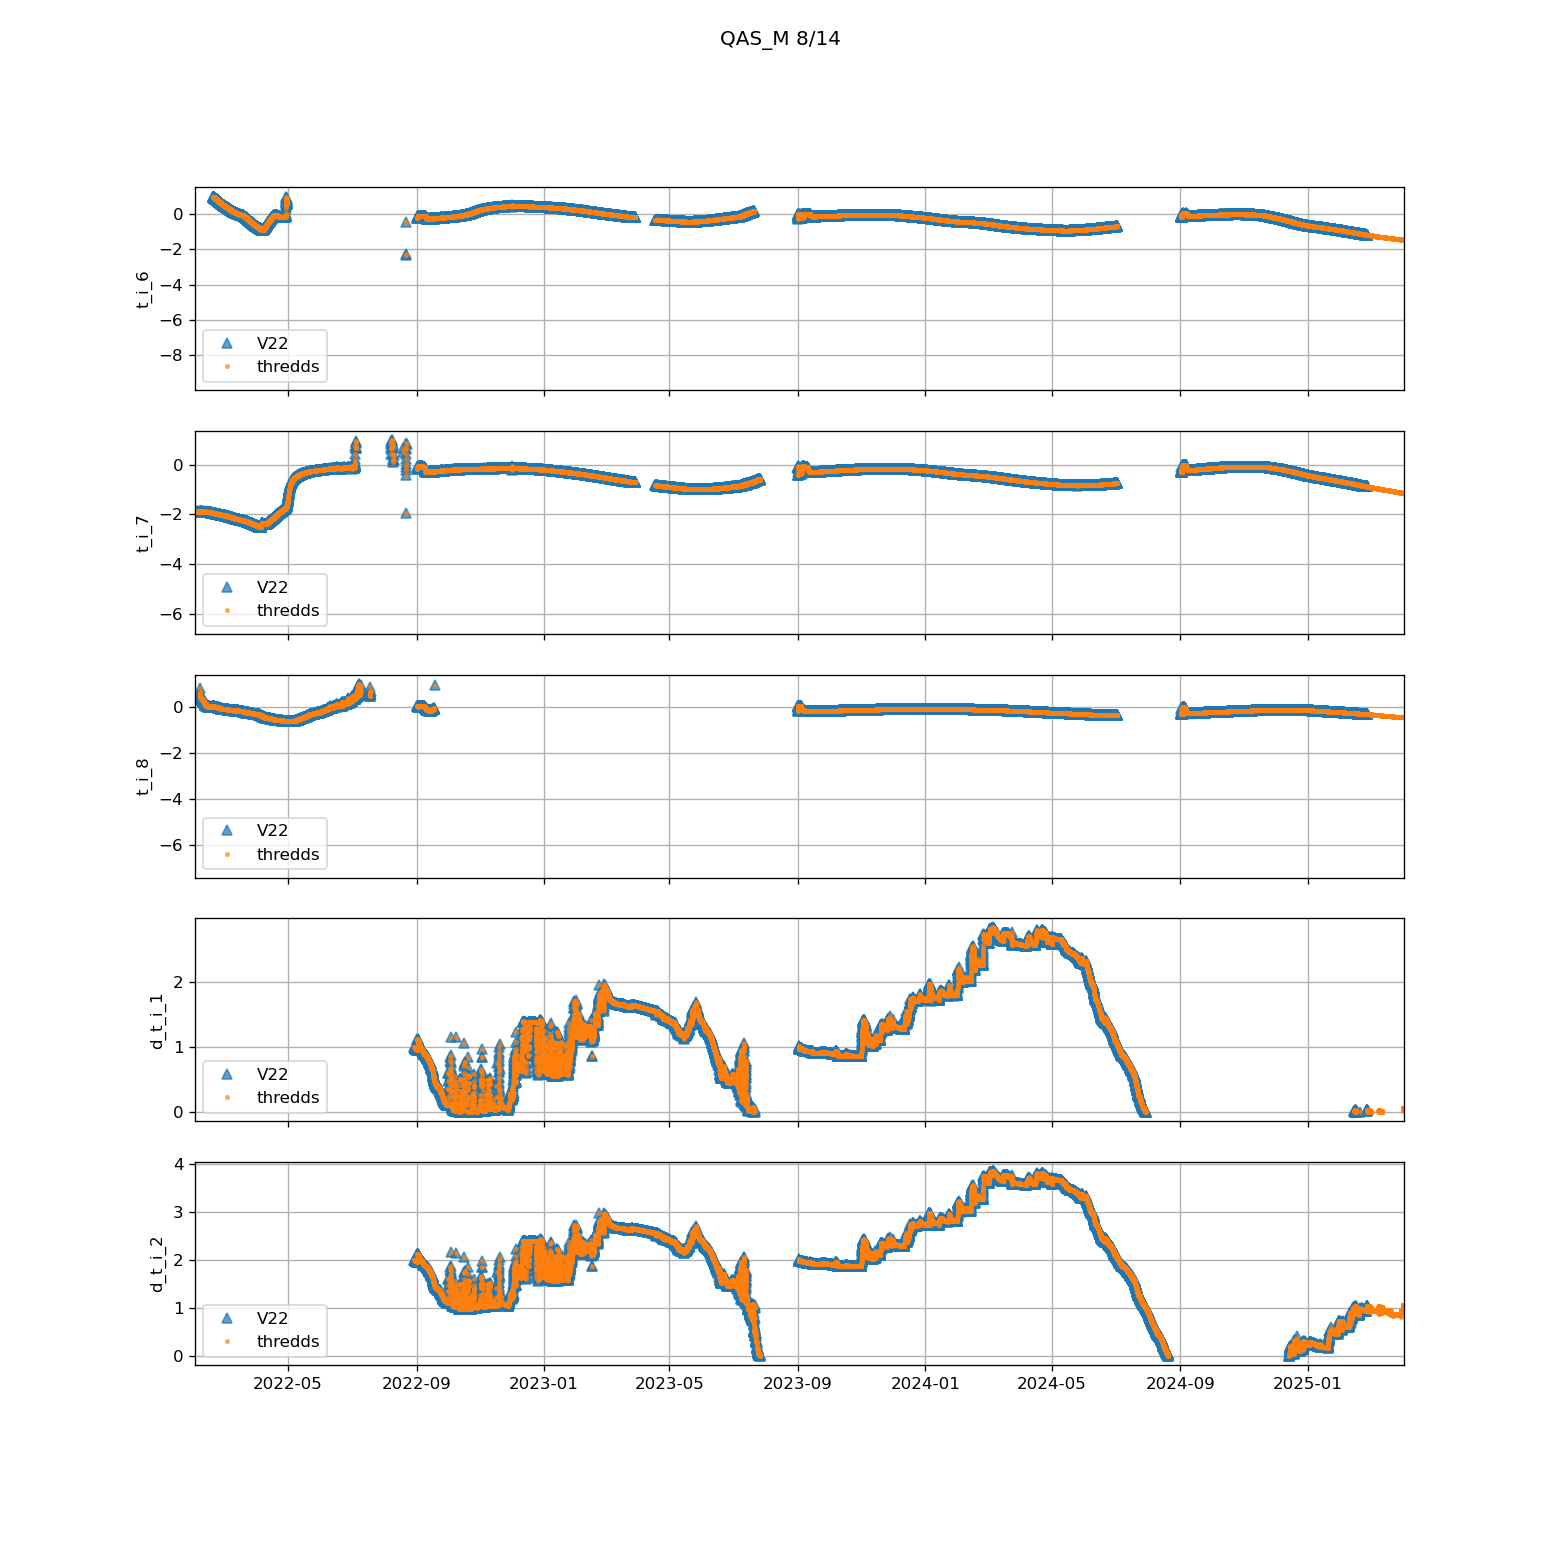 QAS_M 8/14
0
−2
−4
−6
−8
t_i_6
V22
thredds
0
−2
−4
−6
t_i_7
V22
thredds
0
−2
−4
−6
t_i_8
V22
thredds
2
1
0
d_t_i_1
V22
thredds
4
3
2
1
0
d_t_i_2
V22
thredds
2022-05 2022-09 2023-01 2023-05 2023-09 2024-01 2024-05 2024-09 2025-01